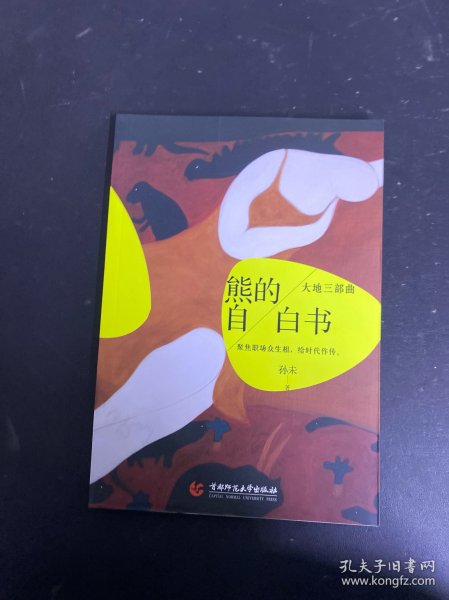 熊的 / 大地三部曲
自 / 白书
聚焦职场众生相，给时代作传。
孙未
著
首都师范大学出版社
CAPITAL NORMAL UNIVERSITY PRESS
孔夫子旧书网
www.kongfz.com